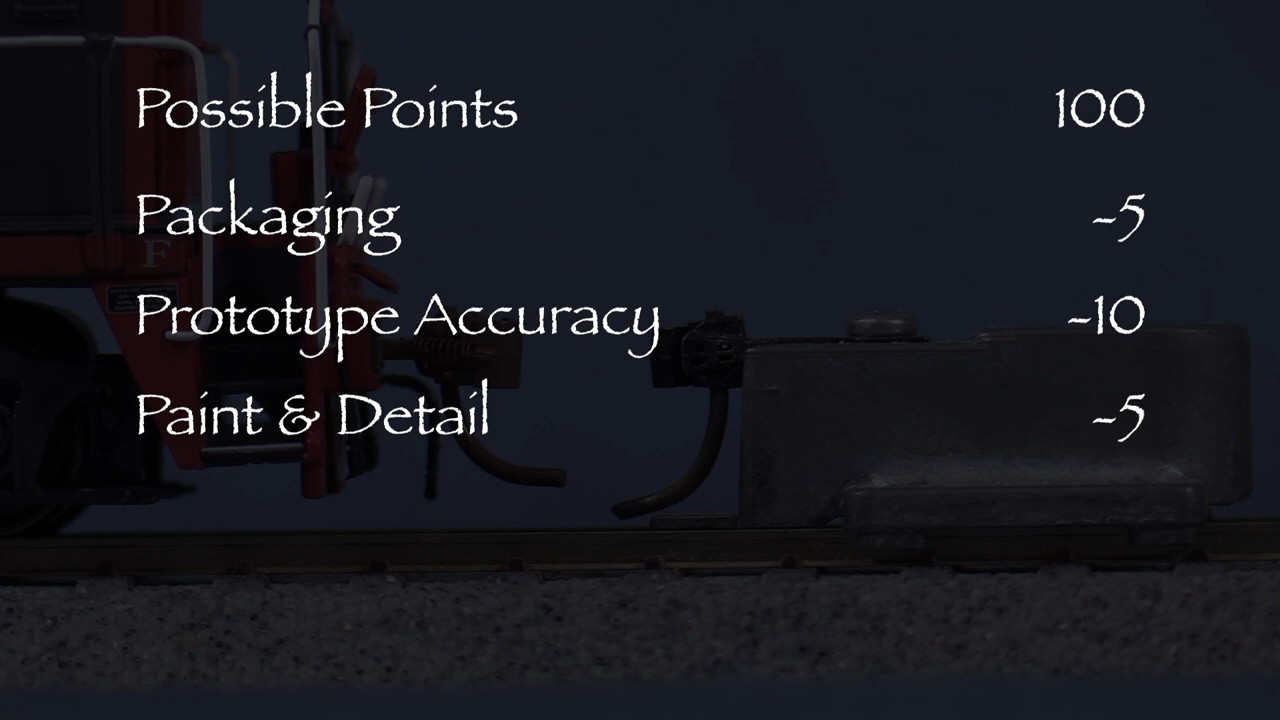 Possible Points 100
Packaging -5
Prototype Accuracy -10
Paint & Detail -5
F